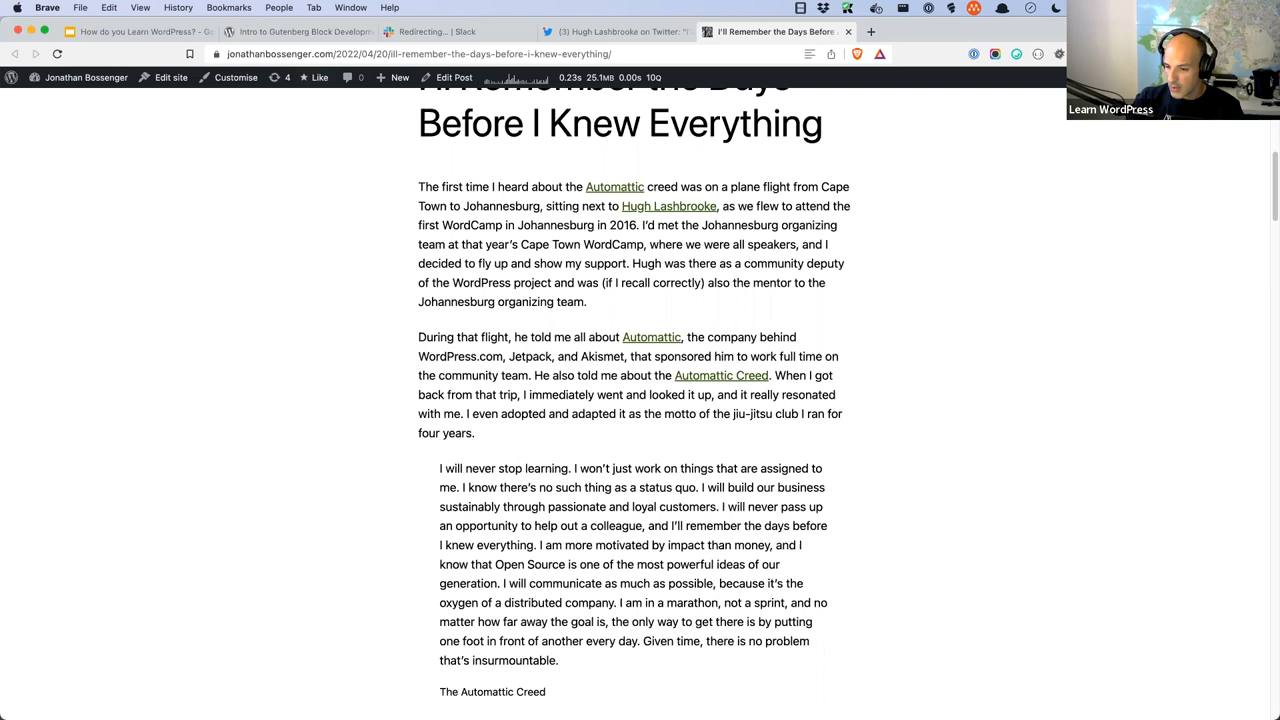 Brave File Edit View History Bookmarks People Tab Window Help
How do you Learn WordPress? - G
Intro to Gutenberg Block Developm
Redirecting... | Slack
(3) Hugh Lashbrooke on Twitter: "I
I'll Remember the Days Before
jonathanbossenger.com/2022/04/20/ill-remember-the-days-before-i-knew-everything/
Jonathan Bossenger Edit site Customise 4 Like 0 New Edit Post 0.23s 25.1MB 0.00s 10Q
Learn WordPress
I'll Remember the Days
Before I Knew Everything
The first time I heard about the Automattic creed was on a plane flight from Cape
Town to Johannesburg, sitting next to Hugh Lashbrooke, as we flew to attend the
first WordCamp in Johannesburg in 2016. I'd met the Johannesburg organizing
team at that year's Cape Town WordCamp, where we were all speakers, and I
decided to fly up and show my support. Hugh was there as a community deputy
of the WordPress project and was (if I recall correctly) also the mentor to the
Johannesburg organizing team.
During that flight, he told me all about Automattic, the company behind
WordPress.com, Jetpack, and Akismet, that sponsored him to work full time on
the community team. He also told me about the Automattic Creed. When I got
back from that trip, I immediately went and looked it up, and it really resonated
with me. I even adopted and adapted it as the motto of the jiu-jitsu club I ran for
four years.
I will never stop learning. I won't just work on things that are assigned to
me. I know there's no such thing as a status quo. I will build our business
sustainably through passionate and loyal customers. I will never pass up
an opportunity to help out a colleague, and I'll remember the days before
I knew everything. I am more motivated by impact than money, and I
know that Open Source is one of the most powerful ideas of our
generation. I will communicate as much as possible, because it's the
oxygen of a distributed company. I am in a marathon, not a sprint, and no
matter how far away the goal is, the only way to get there is by putting
one foot in front of another every day. Given time, there is no problem
that's insurmountable.
The Automattic Creed